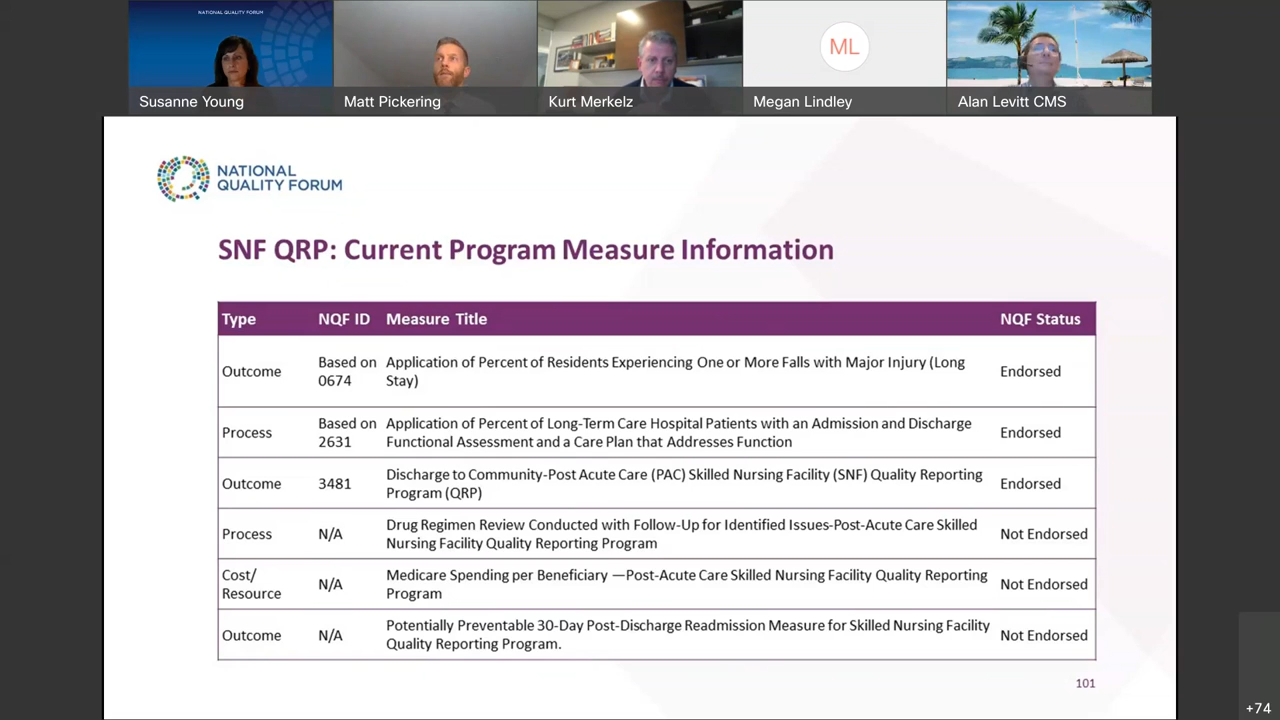 NATIONAL QUALITY FORUM
ML
Susanne Young
Matt Pickering
Kurt Merkelz
Megan Lindley
Alan Levitt CMS
NATIONAL
QUALITY FORUM
SNF QRP: Current Program Measure Information
Type NQF ID Measure Title NQF Status
Outcome
Based on
0674
Application of Percent of Residents Experiencing One or More Falls with Major Injury (Long
Stay)
Endorsed
Process
Based on
2631
Application of Percent of Long-Term Care Hospital Patients with an Admission and Discharge
Functional Assessment and a Care Plan that Addresses Function
Endorsed
Outcome
3481
Discharge to Community-Post Acute Care (PAC) Skilled Nursing Facility (SNF) Quality Reporting
Program (QRP)
Endorsed
Process
N/A
Drug Regimen Review Conducted with Follow-Up for Identified Issues-Post-Acute Care Skilled
Nursing Facility Quality Reporting Program
Not Endorsed
Cost/
Resource
N/A
Medicare Spending per Beneficiary —Post-Acute Care Skilled Nursing Facility Quality Reporting
Program
Not Endorsed
Outcome
N/A
Potentially Preventable 30-Day Post-Discharge Readmission Measure for Skilled Nursing Facility
Quality Reporting Program.
Not Endorsed
101
+74